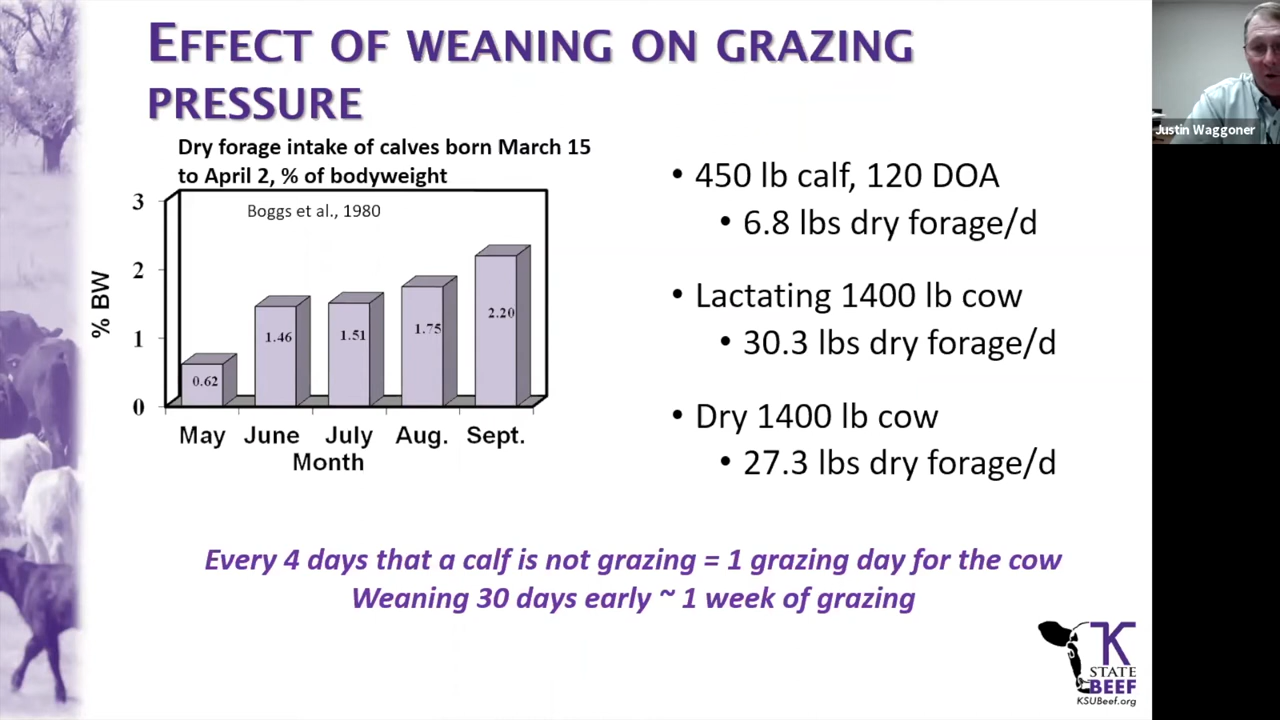 EFFECT OF WEANING ON GRAZING
PRESSURE
Dry forage intake of calves born March 15
to April 2, % of bodyweight
Boggs et al., 1980
% BW
3
2
1
0
0.62
1.46
1.51
1.75
2.20
May June July Aug. Sept.
Month
• 450 lb calf, 120 DOA
• 6.8 lbs dry forage/d
• Lactating 1400 lb cow
• 30.3 lbs dry forage/d
• Dry 1400 lb cow
• 27.3 lbs dry forage/d
Every 4 days that a calf is not grazing = 1 grazing day for the cow
Weaning 30 days early ~ 1 week of grazing
K
STATE
BEEF
KSUBeef.org
Justin Waggoner